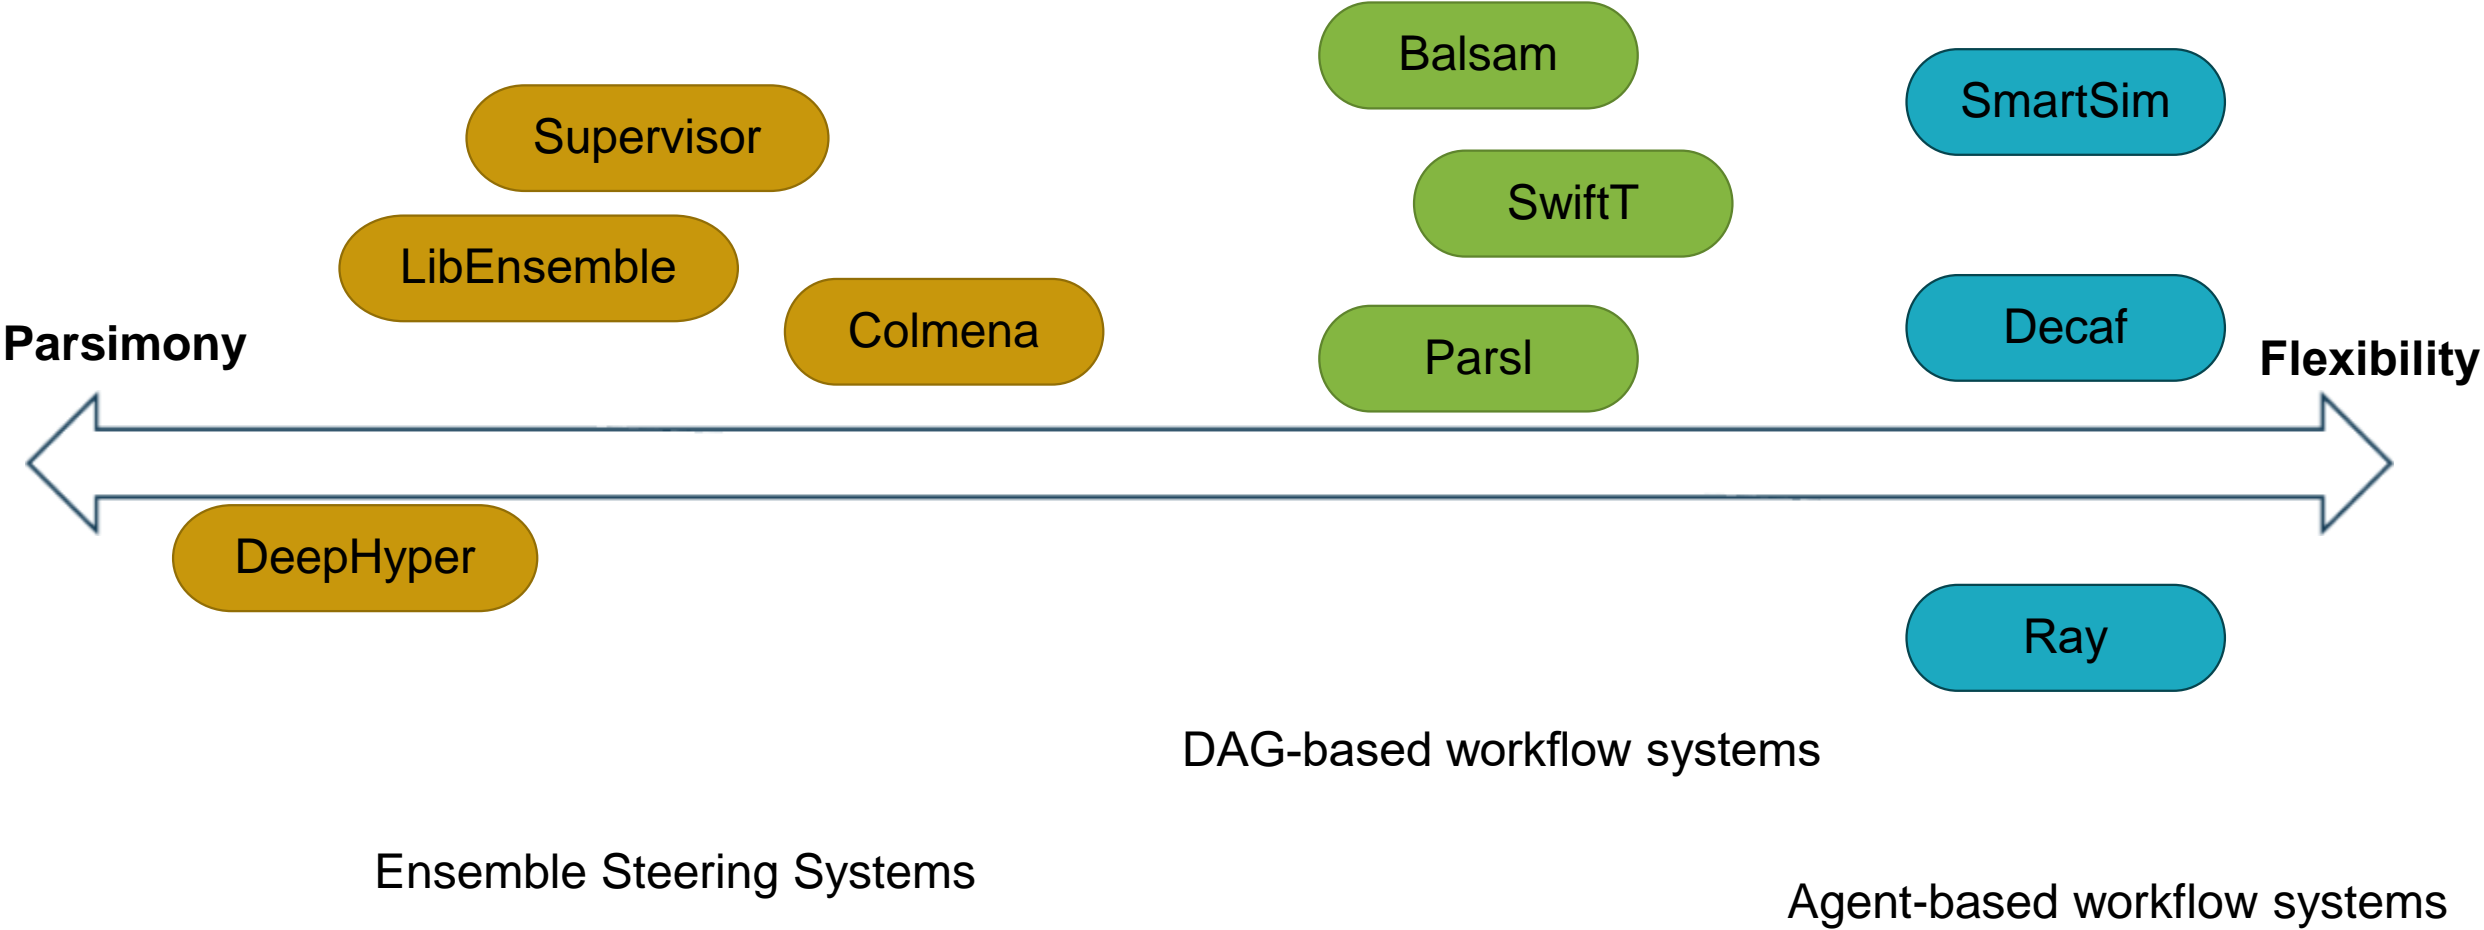 Balsam
SmartSim
Supervisor
SwiftT
LibEnsemble
Colmena
Decaf
Parsimony
Parsl
Flexibility
DeepHyper
Ray
DAG-based workflow systems
Ensemble Steering Systems
Agent-based workflow systems